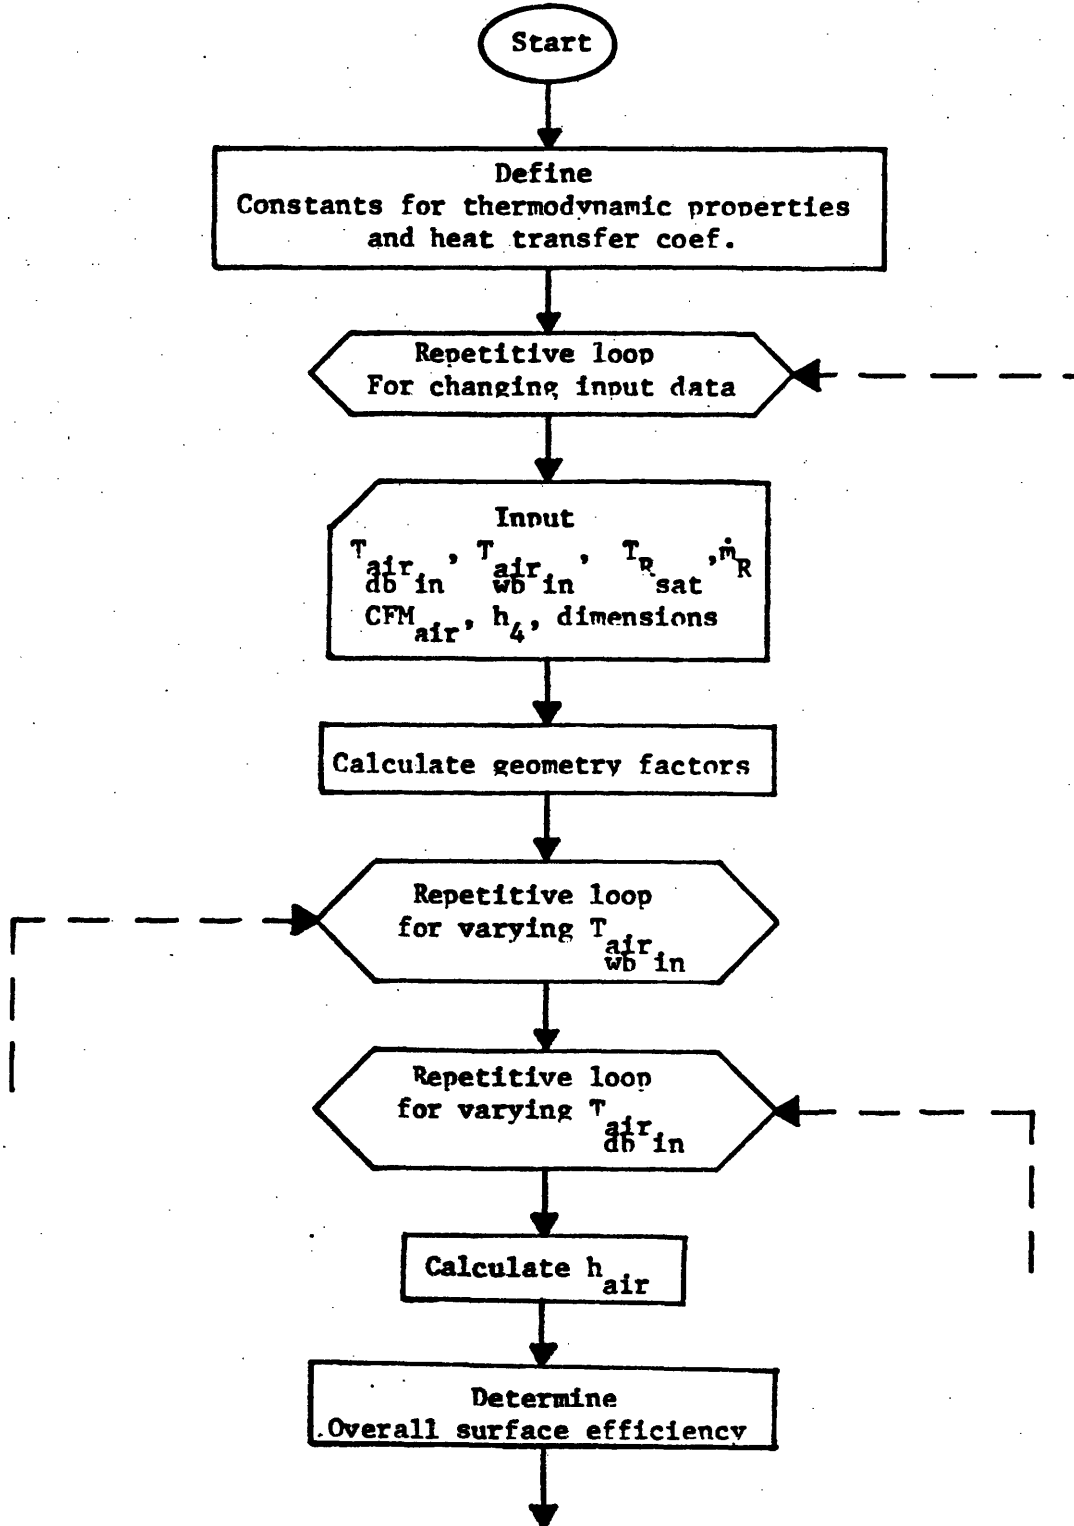 Start
Define
Constants for thermodynamic properties
and heat transfer coef.
Repetitive loop
For changing input data
Input
T air db in, T air wb in, T R sat, ṁ R
CFM air, h 4, dimensions
Calculate geometry factors
Repetitive loop
for varying T air wb in
Repetitive loop
for varying T air db in
Calculate h air
Determine
Overall surface efficiency